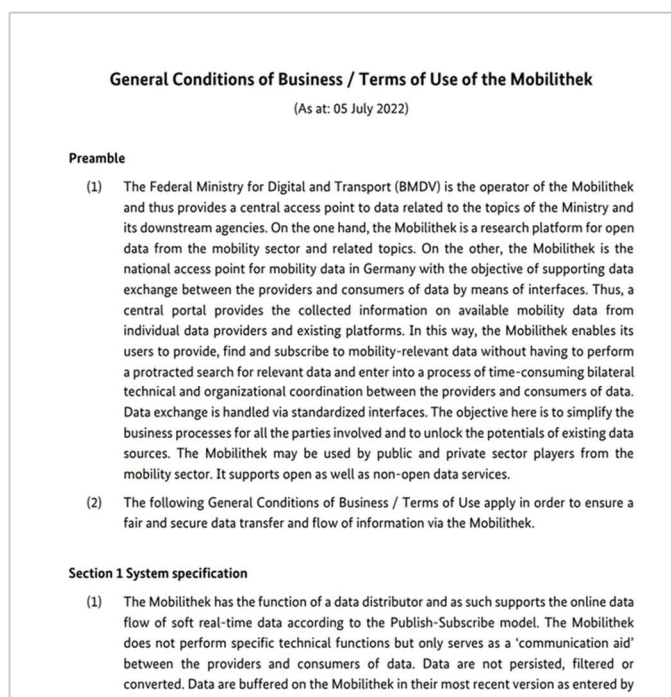 General Conditions of Business / Terms of Use of the Mobilithek
(As at: 05 July 2022)
Preamble
(1) The Federal Ministry for Digital and Transport (BMDV) is the operator of the Mobilithek
and thus provides a central access point to data related to the topics of the Ministry and
its downstream agencies. On the one hand, the Mobilithek is a research platform for open
data from the mobility sector and related topics. On the other, the Mobilithek is the
national access point for mobility data in Germany with the objective of supporting data
exchange between the providers and consumers of data by means of interfaces. Thus, a
central portal provides the collected information on available mobility data from
individual data providers and existing platforms. In this way, the Mobilithek enables its
users to provide, find and subscribe to mobility-relevant data without having to perform
a protracted search for relevant data and enter into a process of time-consuming bilateral
technical and organizational coordination between the providers and consumers of data.
Data exchange is handled via standardized interfaces. The objective here is to simplify the
business processes for all the parties involved and to unlock the potentials of existing data
sources. The Mobilithek may be used by public and private sector players from the
mobility sector. It supports open as well as non-open data services.
(2) The following General Conditions of Business / Terms of Use apply in order to ensure a
fair and secure data transfer and flow of information via the Mobilithek.
Section 1 System specification
(1) The Mobilithek has the function of a data distributor and as such supports the online data
flow of soft real-time data according to the Publish-Subscribe model. The Mobilithek
does not perform specific technical functions but only serves as a ‘communication aid’
between the providers and consumers of data. Data are not persisted, filtered or
converted. Data are buffered on the Mobilithek in their most recent version as entered by